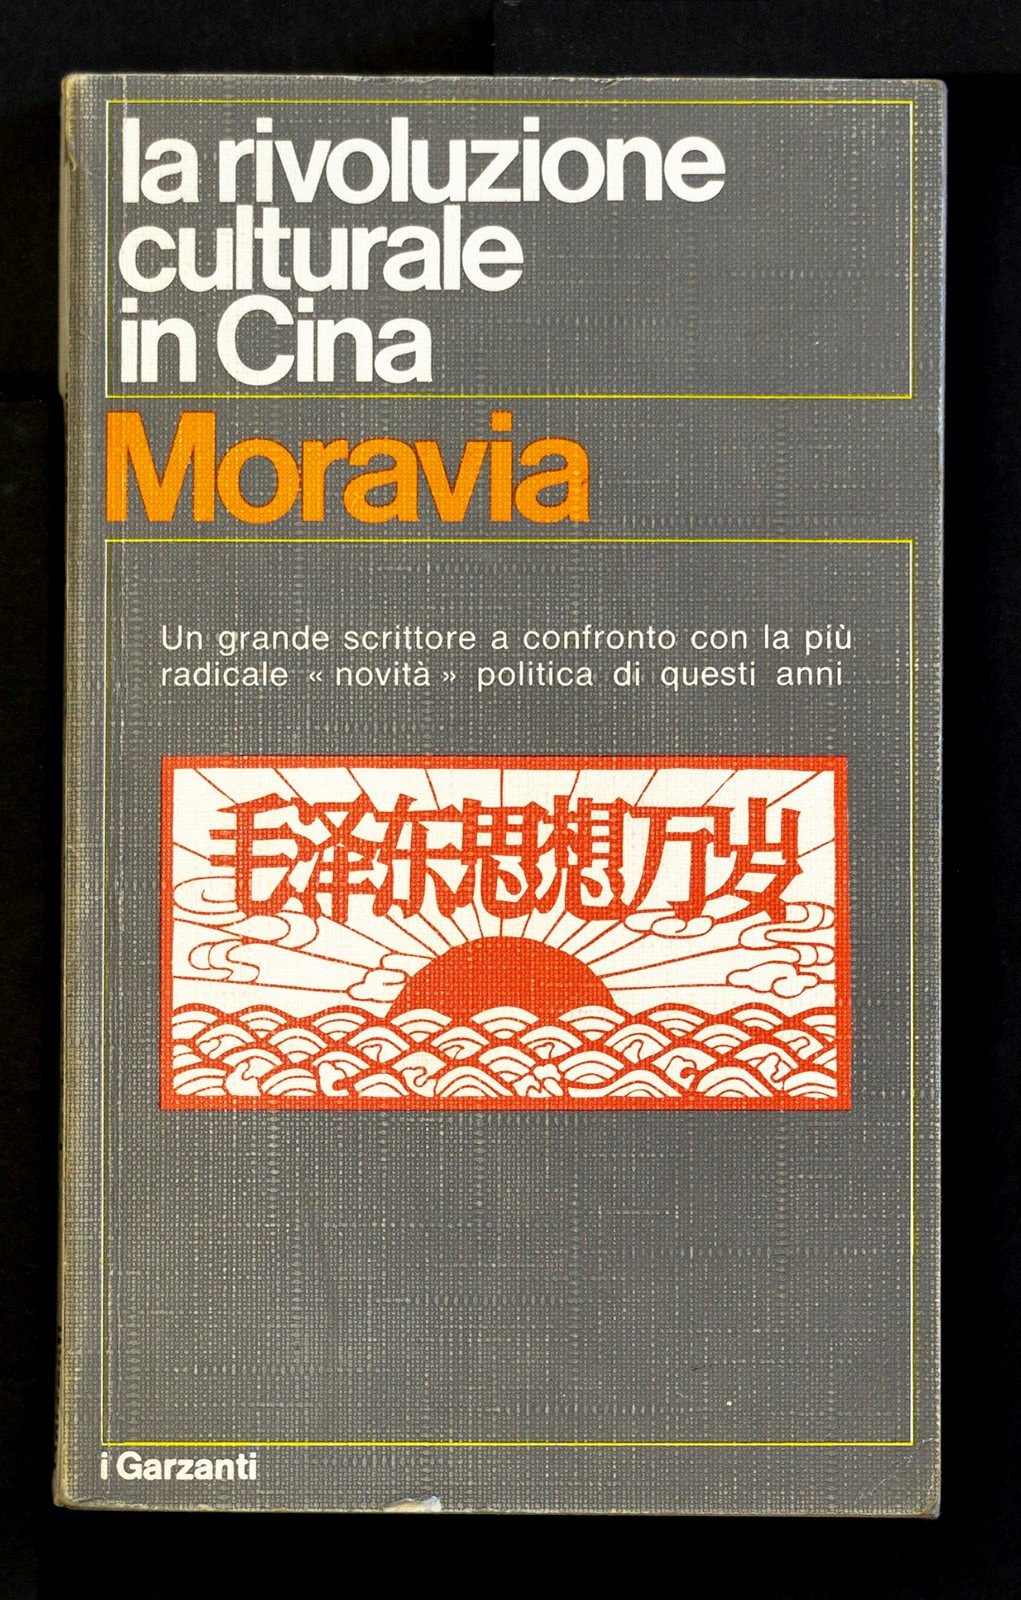 la rivoluzione
culturale
in Cina
Moravia
Un grande scrittore a confronto con la più
radicale « novità » politica di questi anni
毛泽东思想万岁
i Garzanti